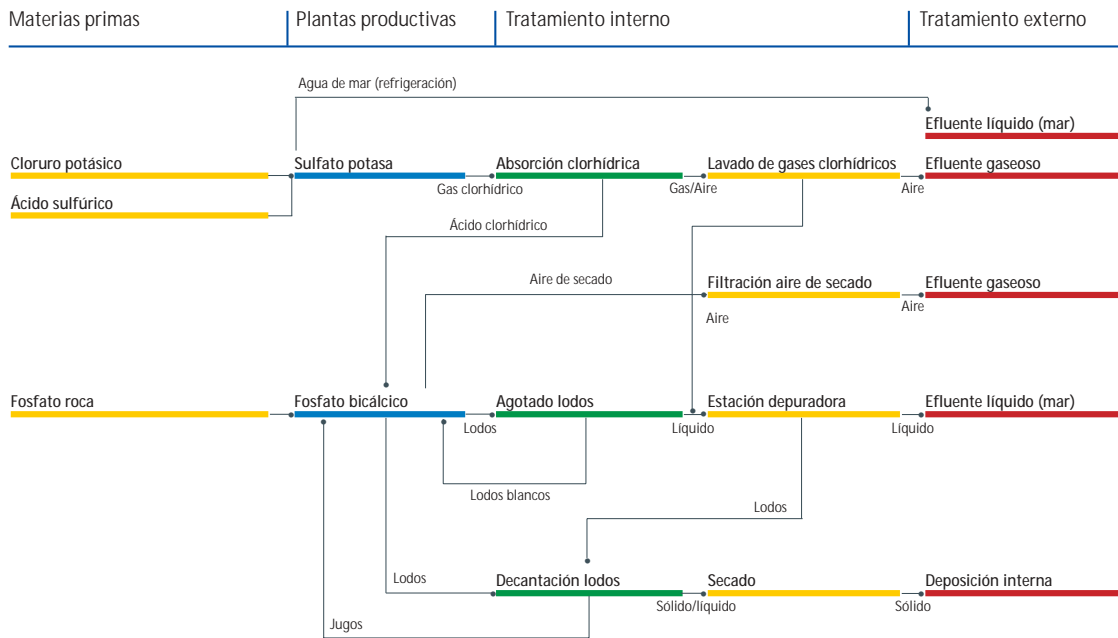 Materias primas
Plantas productivas
Tratamiento interno
Tratamiento externo
Agua de mar (refrigeración)
Efluente líquido (mar)
Cloruro potásico
Sulfato potasa
Absorción clorhídrica
Lavado de gases clorhídricos
Efluente gaseoso
Gas clorhídrico
Gas/Aire
Aire
Ácido sulfúrico
Ácido clorhídrico
Aire de secado
Filtración aire de secado
Efluente gaseoso
Aire
Aire
Fosfato roca
Fosfato bicálcico
Agotado lodos
Estación depuradora
Efluente líquido (mar)
Lodos
Líquido
Líquido
Lodos blancos
Lodos
Lodos
Decantación lodos
Secado
Deposición interna
Sólido/líquido
Sólido
Jugos